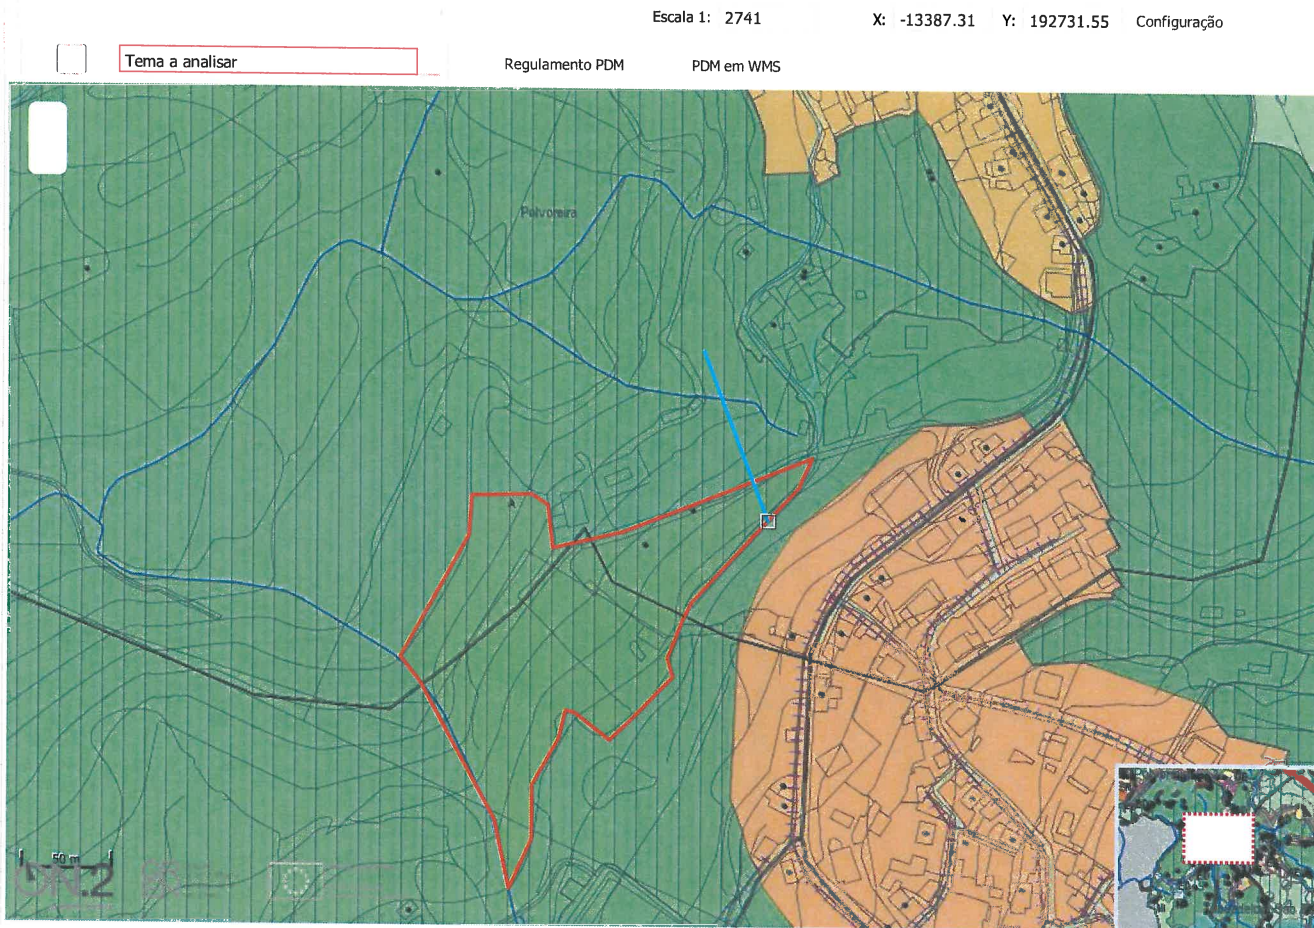 Escala 1: 2741
X: -13387.31 Y: 192731.55 Configuração
Tema a analisar
Regulamento PDM
PDM em WMS
Polvoreira
A
50 m
ON.2